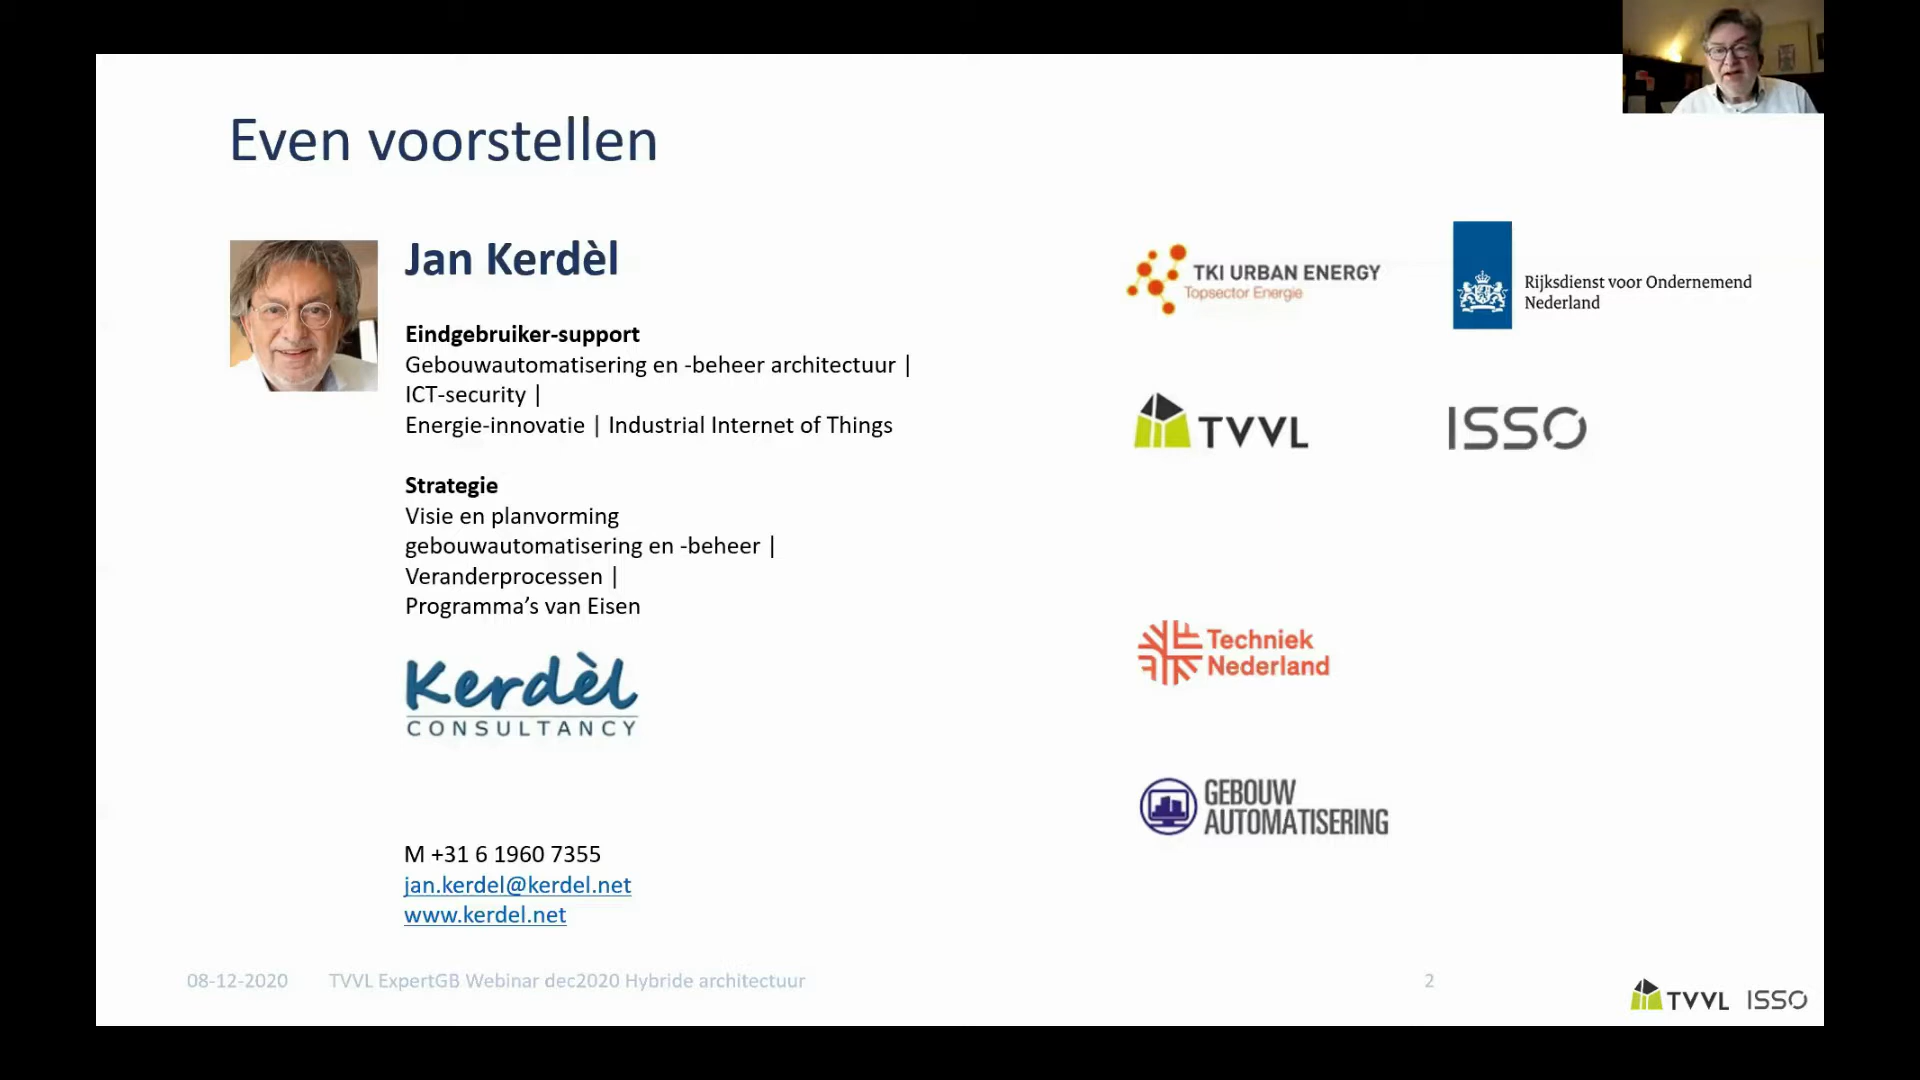 Even voorstellen
Jan Kerdèl
Eindgebruiker-support
Gebouwautomatisering en -beheer architectuur |
ICT-security |
Energie-innovatie | Industrial Internet of Things
Strategie
Visie en planvorming
gebouwautomatisering en -beheer |
Veranderprocessen |
Programma’s van Eisen
Kerdèl
CONSULTANCY
M +31 6 1960 7355
jan.kerdel@kerdel.net
www.kerdel.net
TKI URBAN ENERGY
Topsector Energie
Rijksdienst voor Ondernemend
Nederland
TVVL
ISSO
Techniek
Nederland
GEBOUW
AUTOMATISERING
08-12-2020 TVVL ExpertGB Webinar dec2020 Hybride architectuur 2
TVVL ISSO